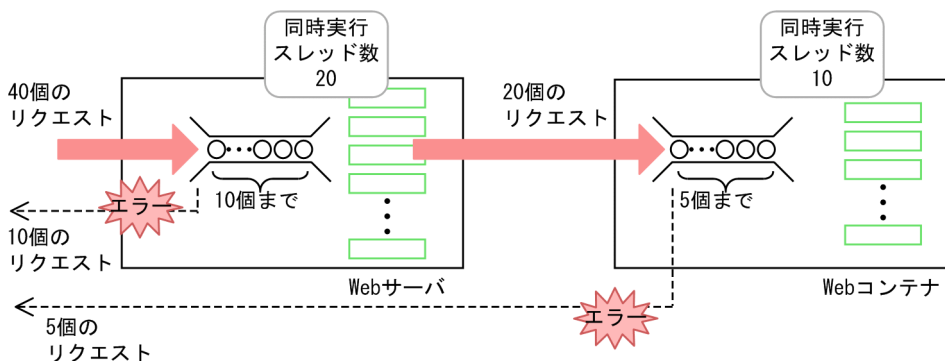 同時実行
スレッド数
20
同時実行
スレッド数
10
40個の
リクエスト
20個の
リクエスト
10個まで
5個まで
エラー
10個の
リクエスト
Webサーバ
Webコンテナ
エラー
5個の
リクエスト